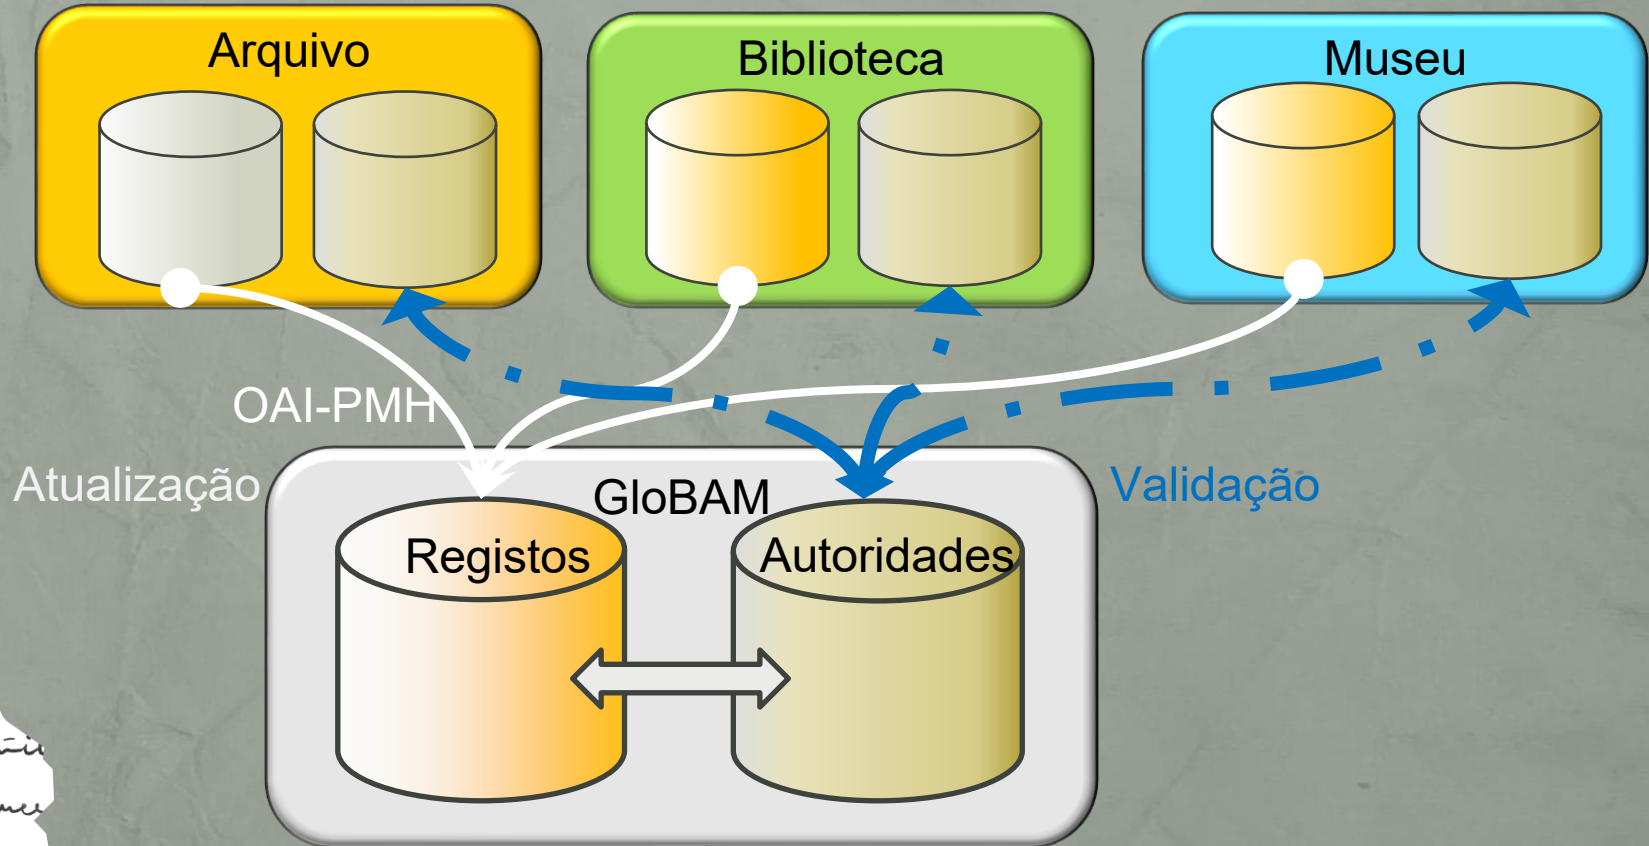 Arquivo
Biblioteca
Museu
OAI-PMH
Atualização
GloBAM
Validação
Registos
Autoridades